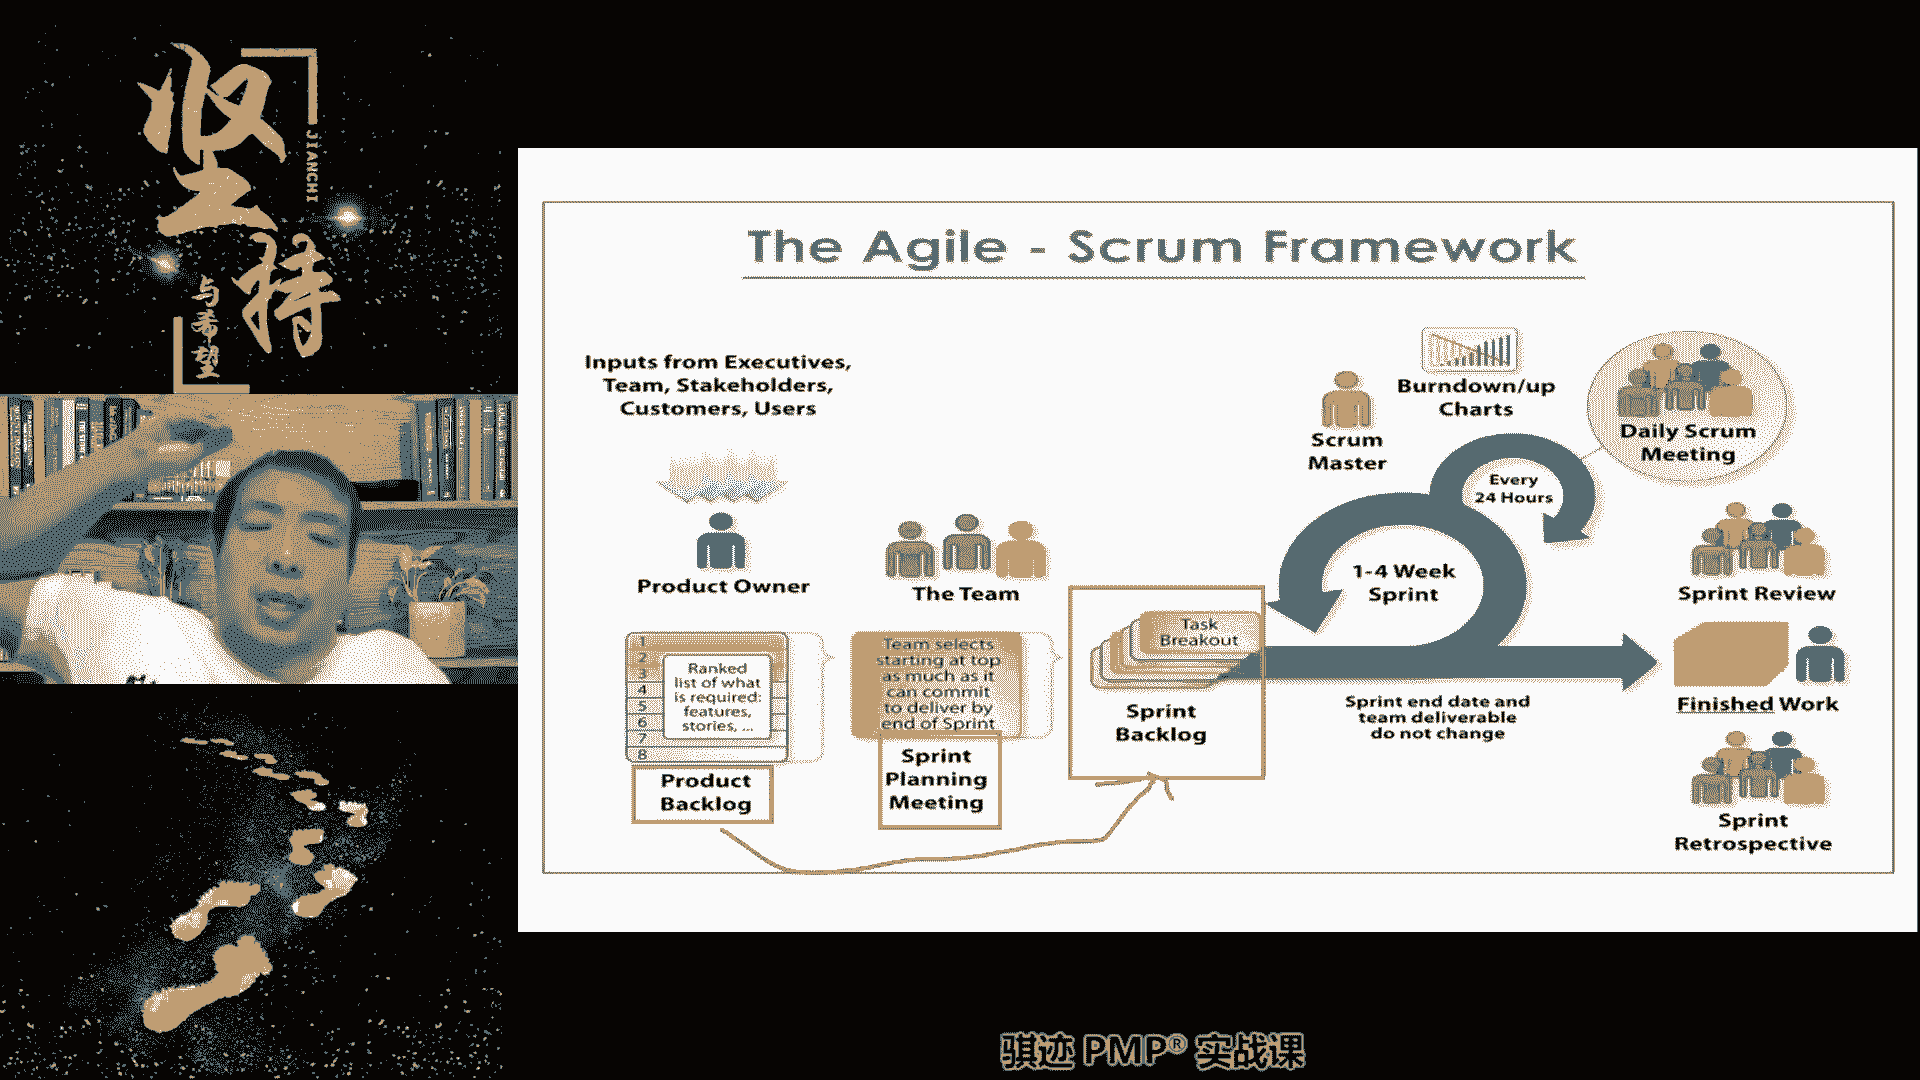 坚
持
JIANCHI
与希望
The Agile - Scrum Framework
Inputs from Executives,
Team, Stakeholders,
Customers, Users
Product Owner
The Team
1
2
3
4
5
6
7
8
Ranked
list of what
is required:
features,
stories, ...
Product
Backlog
Team selects
starting at top
as much as it
can commit
to deliver by
end of Sprint
Sprint
Planning
Meeting
Task
Breakout
Sprint
Backlog
Scrum
Master
Burndown/up
Charts
Every
24 Hours
Daily Scrum
Meeting
1-4 Week
Sprint
Sprint end date and
team deliverable
do not change
Sprint Review
Finished Work
Sprint
Retrospective
骐迹 PMP® 实战课